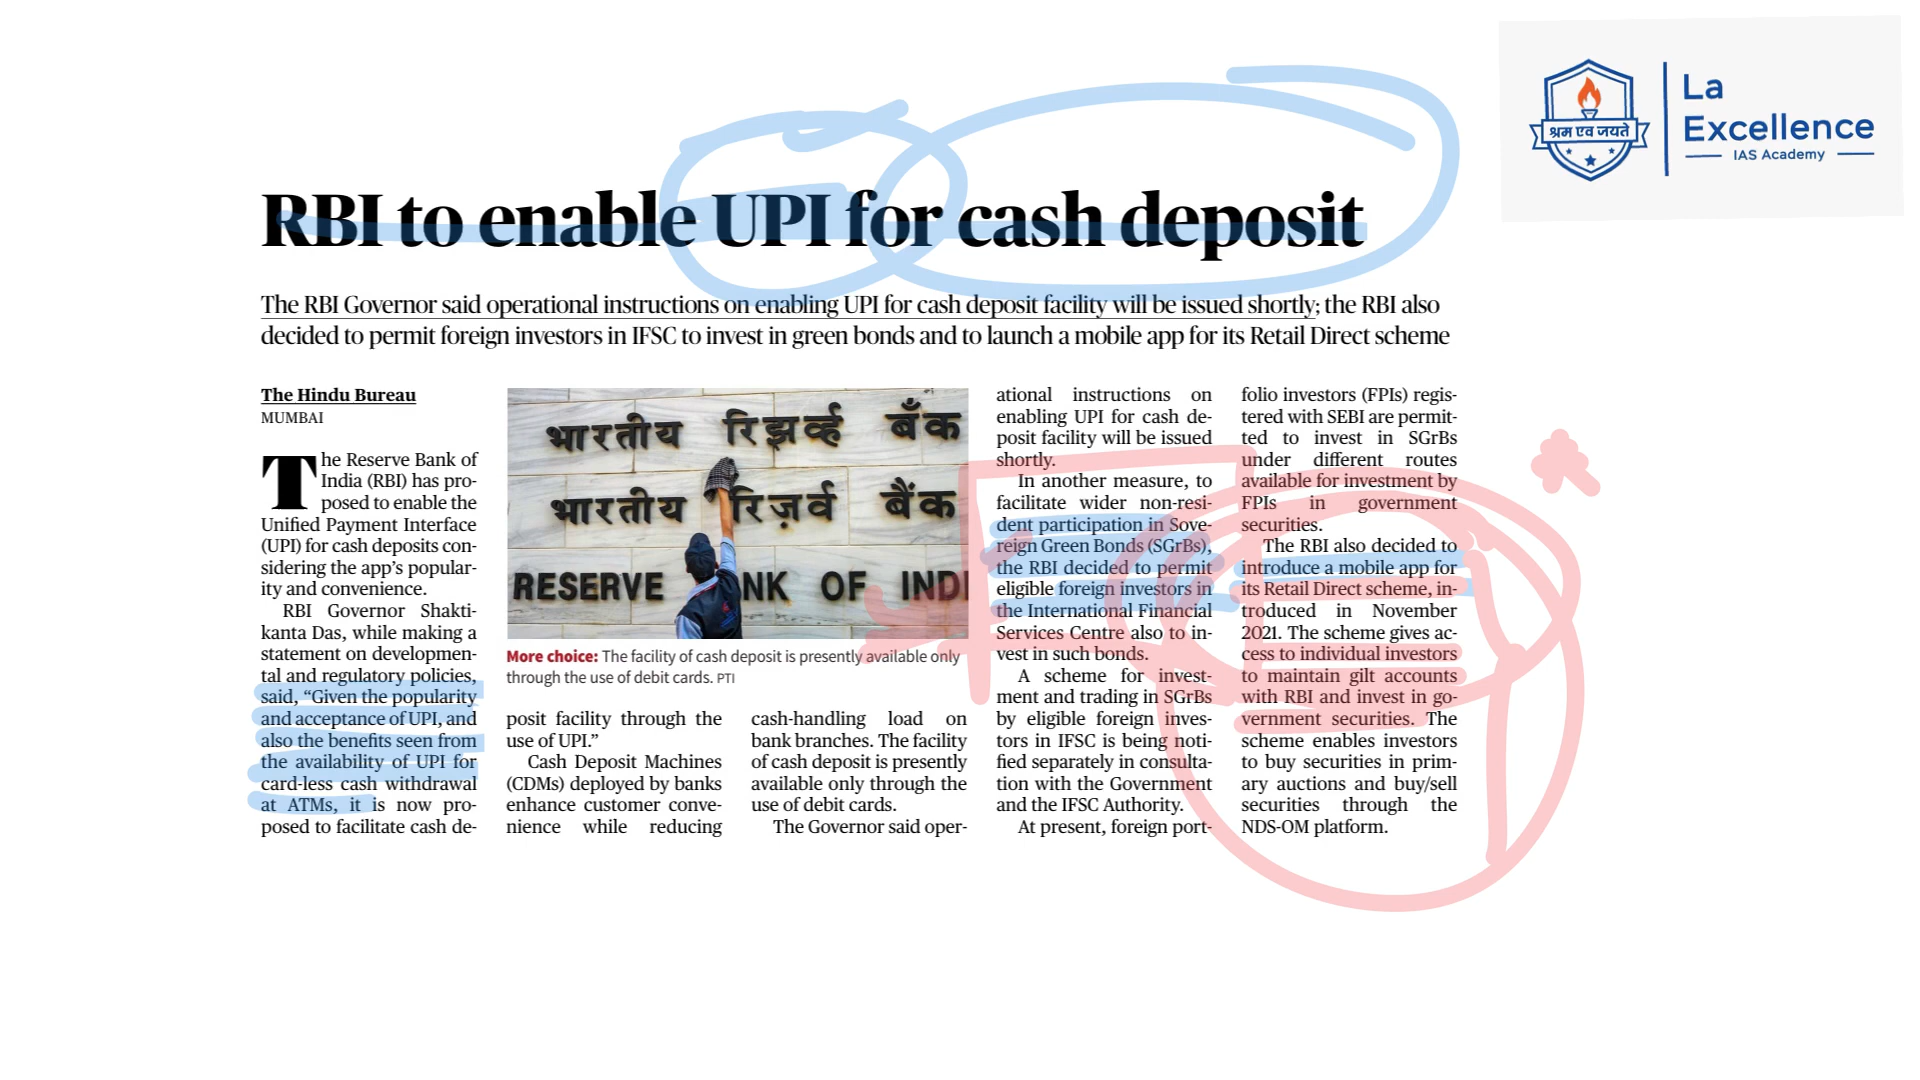 La
Excellence
IAS Academy
श्रम एव जयते
RBI to enable UPI for cash deposit
The RBI Governor said operational instructions on enabling UPI for cash deposit facility will be issued shortly; the RBI also
decided to permit foreign investors in IFSC to invest in green bonds and to launch a mobile app for its Retail Direct scheme
The Hindu Bureau
MUMBAI
The Reserve Bank of
India (RBI) has pro-
posed to enable the
Unified Payment Interface
(UPI) for cash deposits con-
sidering the app's popular-
ity and convenience.
RBI Governor Shakti-
kanta Das, while making a
statement on developmen-
tal and regulatory policies,
said, “Given the popularity
and acceptance of UPI, and
also the benefits seen from
the availability of UPI for
card-less cash withdrawal
at ATMs, it is now pro-
posed to facilitate cash de-
भारतीय रिझर्व्ह बँक
भारतीय रिज़र्व बैंक
RESERVE NK OF INDI
More choice: The facility of cash deposit is presently available only
through the use of debit cards. PTI
posit facility through the
use of UPI.”
Cash Deposit Machines
(CDMs) deployed by banks
enhance customer conve-
nience while reducing
cash-handling load on
bank branches. The facility
of cash deposit is presently
available only through the
use of debit cards.
The Governor said oper-
ational instructions on
enabling UPI for cash de-
posit facility will be issued
shortly.
In another measure, to
facilitate wider non-resi-
dent participation in Sove-
reign Green Bonds (SGrBs),
the RBI decided to permit
eligible foreign investors in
the International Financial
Services Centre also to in-
vest in such bonds.
A scheme for invest-
ment and trading in SGrBs
by eligible foreign inves-
tors in IFSC is being noti-
fied separately in consulta-
tion with the Government
and the IFSC Authority.
At present, foreign port-
folio investors (FPIs) regis-
tered with SEBI are permit-
ted to invest in SGrBs
under different routes
available for investment by
FPIs in government
securities.
The RBI also decided to
introduce a mobile app for
its Retail Direct scheme, in-
troduced in November
2021. The scheme gives ac-
cess to individual investors
to maintain gilt accounts
with RBI and invest in go-
vernment securities. The
scheme enables investors
to buy securities in prim-
ary auctions and buy/sell
securities through the
NDS-OM platform.